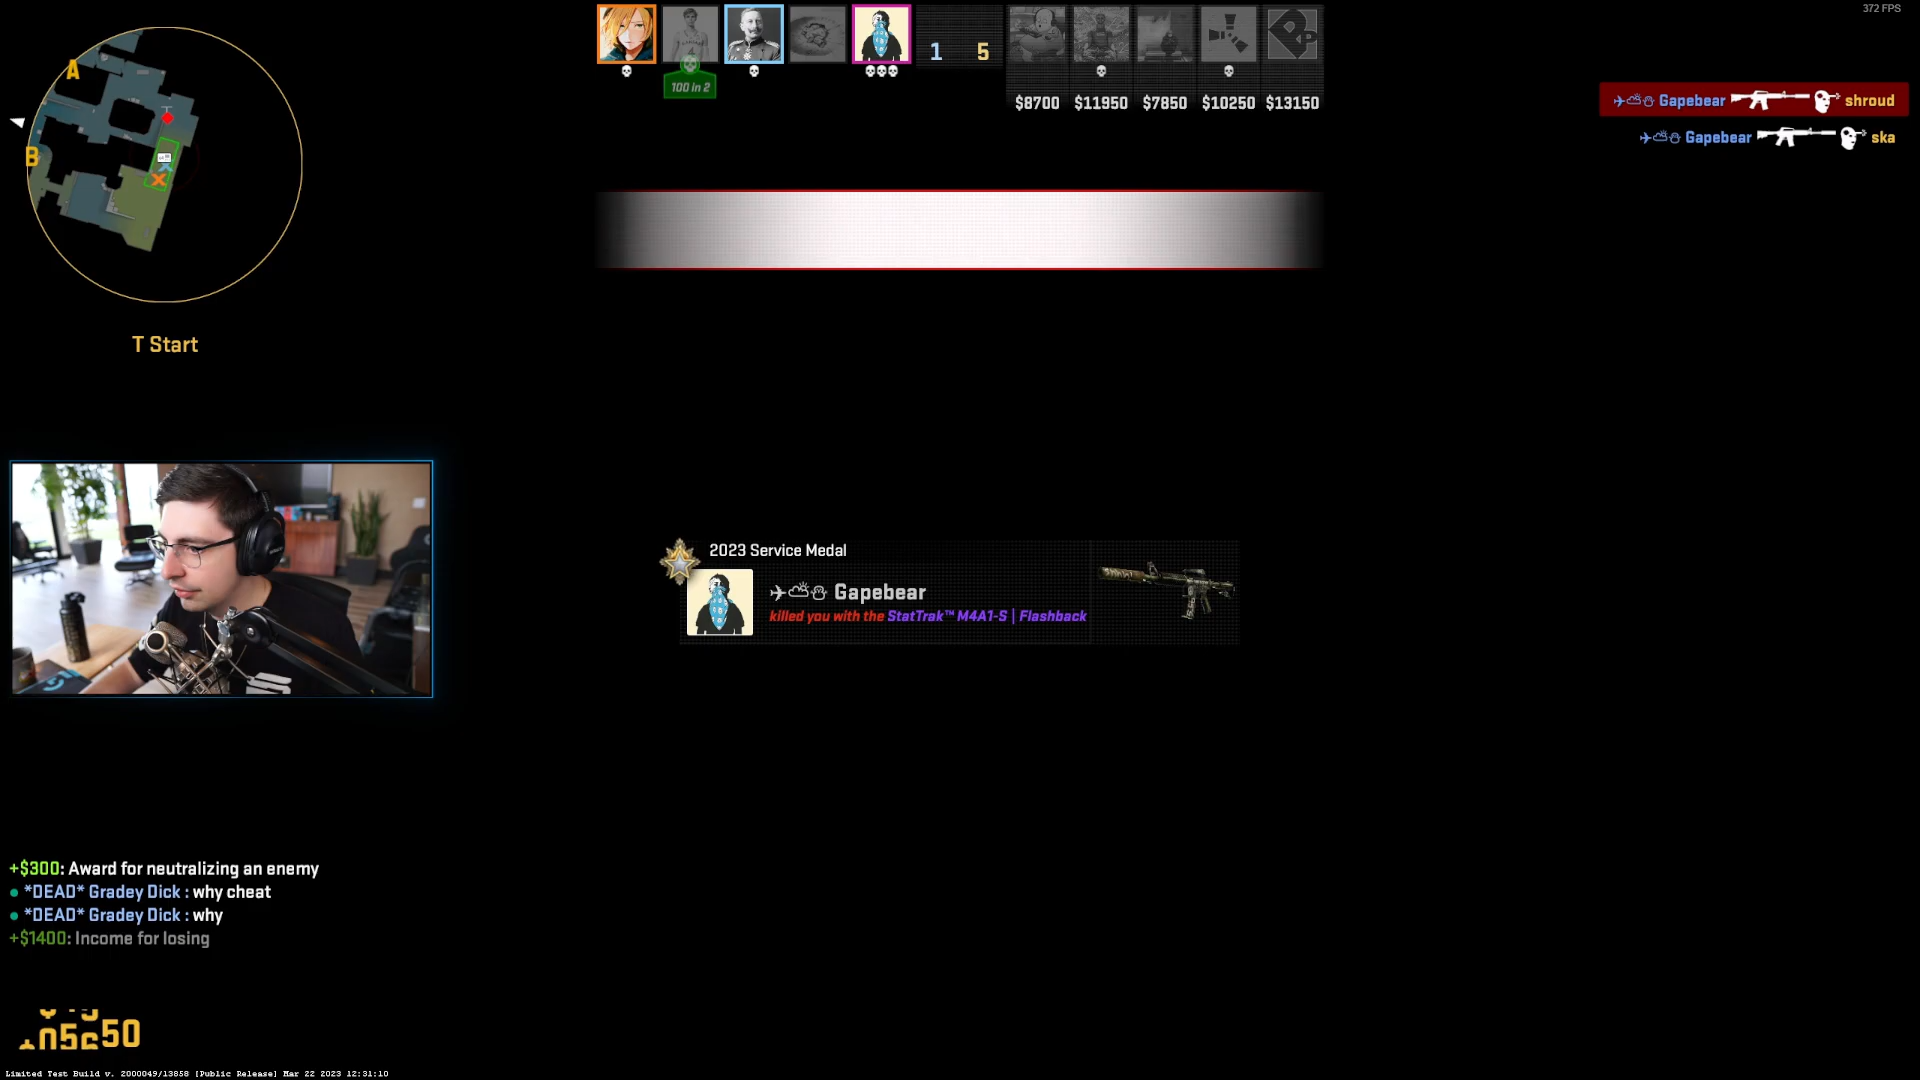 372 FPS
A
B
T Start
100 in 2
1 5
$8700 $11950 $7850 $10250 $13150
Gapebear shroud
Gapebear ska
2023 Service Medal
Gapebear
killed you with the StatTrak™ M4A1-S | Flashback
+$300: Award for neutralizing an enemy
*DEAD* Gradey Dick : why cheat
*DEAD* Gradey Dick : why
+$1400: Income for losing
Limited Test Build v. 2000049/13858 [Public Release] Mar 22 2023 12:31:10